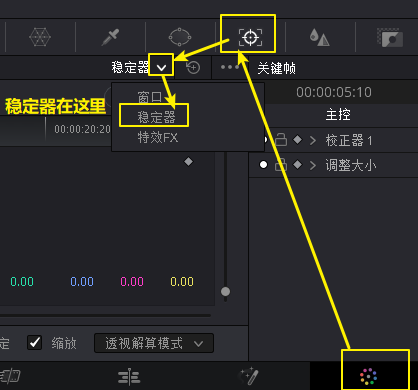 稳定器
关键帧
窗口
00:00:05:10
稳定器在这里
稳定器
主控
00:00:20:20
特效FX
校正器 1
调整大小
0.00 0.00 0.00 0.00
定 缩放 透视解算模式